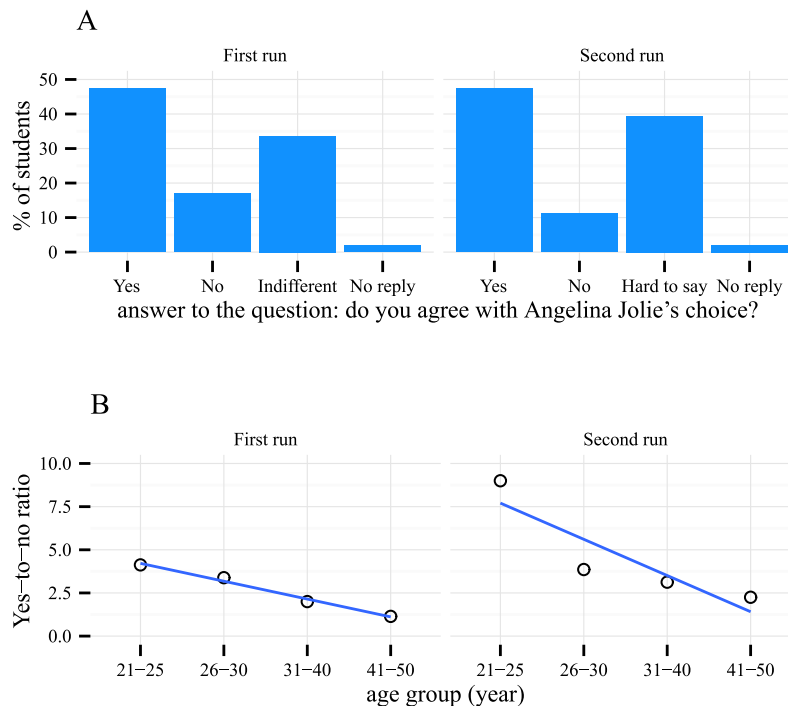 A
First run
Second run
% of students
50
40
30
20
10
0
Yes
No
Indifferent
No reply
Yes
No
Hard to say
No reply
answer to the question: do you agree with Angelina Jolie’s choice?
B
First run
Second run
Yes−to−no ratio
10.0
7.5
5.0
2.5
0.0
21−25
26−30
31−40
41−50
21−25
26−30
31−40
41−50
age group (year)